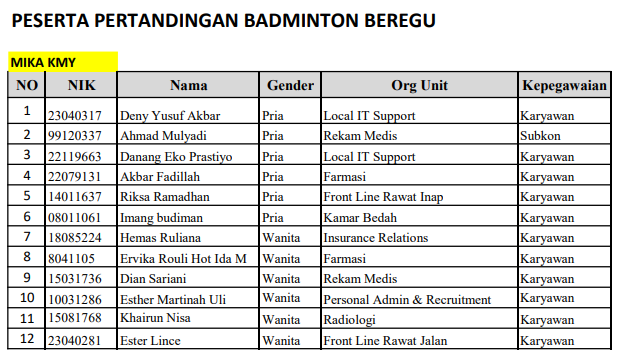 PESERTA PERTANDINGAN BADMINTON BEREGU
MIKA KMY
NO NIK Nama Gender Org Unit Kepegawaian
1 23040317 Deny Yusuf Akbar Pria Local IT Support Karyawan
2 99120337 Ahmad Mulyadi Pria Rekam Medis Subkon
3 22119663 Danang Eko Prastiyo Pria Local IT Support Karyawan
4 22079131 Akbar Fadillah Pria Farmasi Karyawan
5 14011637 Riksa Ramadhan Pria Front Line Rawat Inap Karyawan
6 08011061 Imang budiman Pria Kamar Bedah Karyawan
7 18085224 Hemas Ruliana Wanita Insurance Relations Karyawan
8 8041105 Ervika Rouli Hot Ida M Wanita Farmasi Karyawan
9 15031736 Dian Sariani Wanita Rekam Medis Karyawan
10 10031286 Esther Martinah Uli Wanita Personal Admin & Recruitment Karyawan
11 15081768 Khairun Nisa Wanita Radiologi Karyawan
12 23040281 Ester Lince Wanita Front Line Rawat Jalan Karyawan